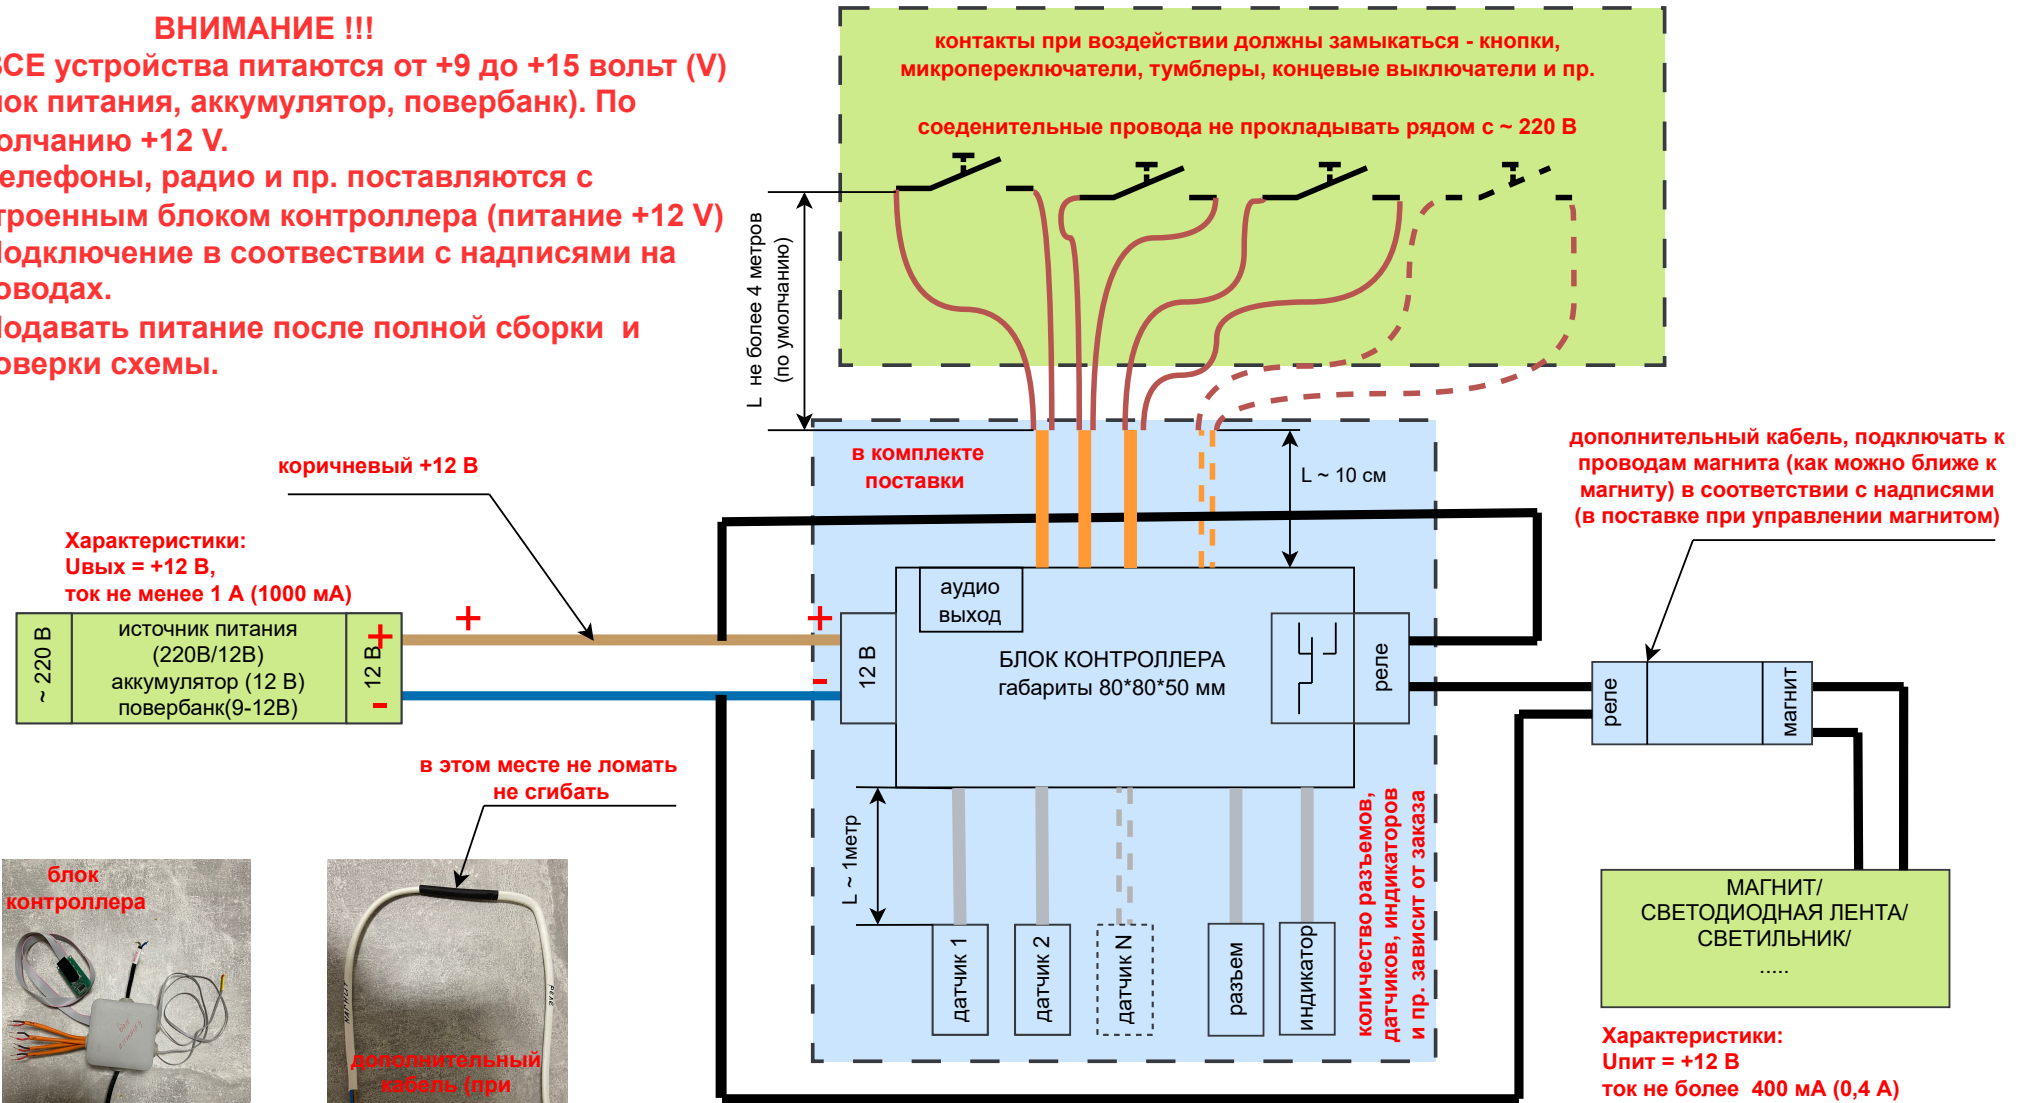 ВНИМАНИЕ !!!
ВСЕ устройства питаются от +9 до +15 вольт (V)
лок питания, аккумулятор, повербанк). По
олчанию +12 V.
елефоны, радио и пр. поставляются с
троенным блоком контроллера (питание +12 V)
Подключение в соотвествии с надписями на
оводах.
Подавать питание после полной сборки и
оверки схемы.
контакты при воздействии должны замыкаться - кнопки,
микропереключатели, тумблеры, концевые выключатели и пр.
соеденительные провода не прокладывать рядом с ~ 220 В
L не более 4 метров
(по умолчанию)
в комплекте
поставки
L ~ 10 см
дополнительный кабель, подключать к
проводам магнита (как можно ближе к
магниту) в соответствии с надписями
(в поставке при управлении магнитом)
коричневый +12 В
Характеристики:
Uвых = +12 В,
ток не менее 1 А (1000 мА)
~ 220 В
источник питания
(220В/12В)
аккумулятор (12 В)
повербанк(9-12В)
12 В
+
-
+
+
-
12 В
аудио
выход
БЛОК КОНТРОЛЛЕРА
габариты 80*80*50 мм
реле
реле
магнит
в этом месте не ломать
не сгибать
L ~ 1метр
датчик 1
датчик 2
датчик N
разъем
индикатор
количество разъемов,
датчиков, индикаторов
и пр. зависит от заказа
МАГНИТ/
СВЕТОДИОДНАЯ ЛЕНТА/
СВЕТИЛЬНИК/
.....
Характеристики:
Uпит = +12 В
ток не более 400 мА (0,4 А)
блок
контроллера
РЕЛЕ
дополнительный
кабель (при